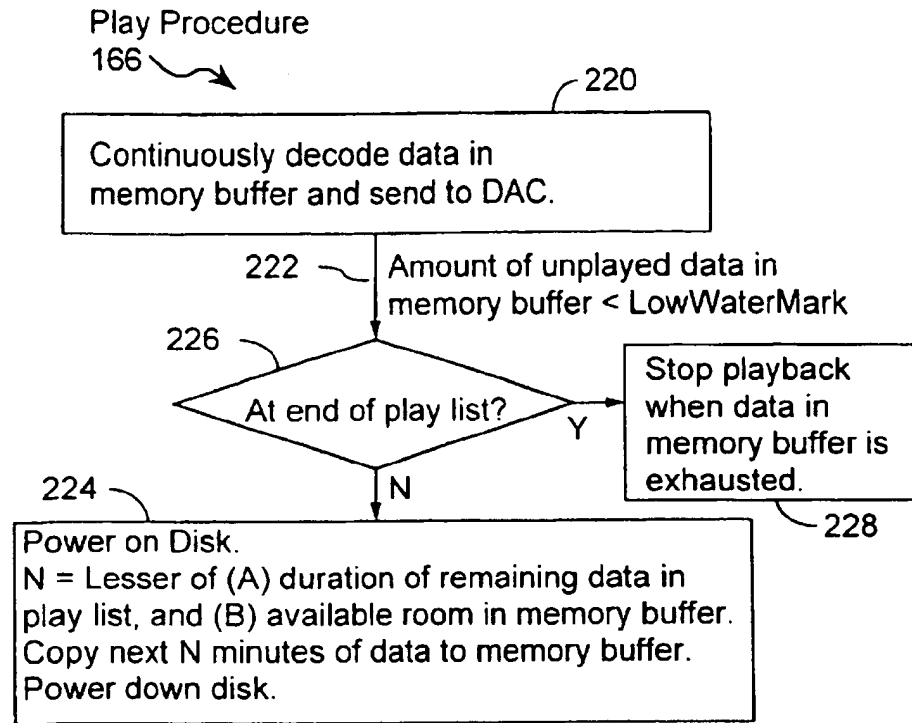 Play Procedure
166
220
Continuously decode data in
memory buffer and send to DAC.
222
Amount of unplayed data in
memory buffer < LowWaterMark
226
At end of play list?
Y
Stop playback
when data in
memory buffer is
exhausted.
228
N
224
Power on Disk.
N = Lesser of (A) duration of remaining data in
play list, and (B) available room in memory buffer.
Copy next N minutes of data to memory buffer.
Power down disk.